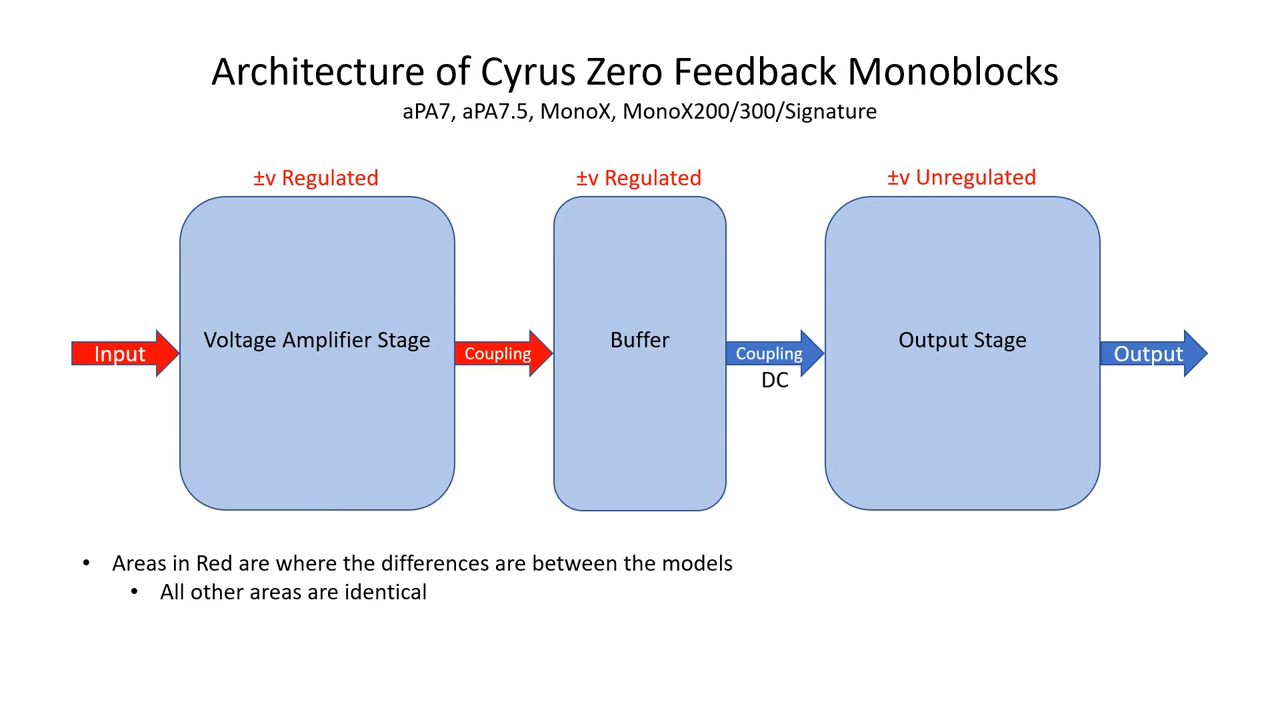 Architecture of Cyrus Zero Feedback Monoblocks
aPA7, aPA7.5, MonoX, MonoX200/300/Signature
±v Regulated
±v Regulated
±v Unregulated
Input
Voltage Amplifier Stage
Coupling
Buffer
Coupling
DC
Output Stage
Output
• Areas in Red are where the differences are between the models
• All other areas are identical